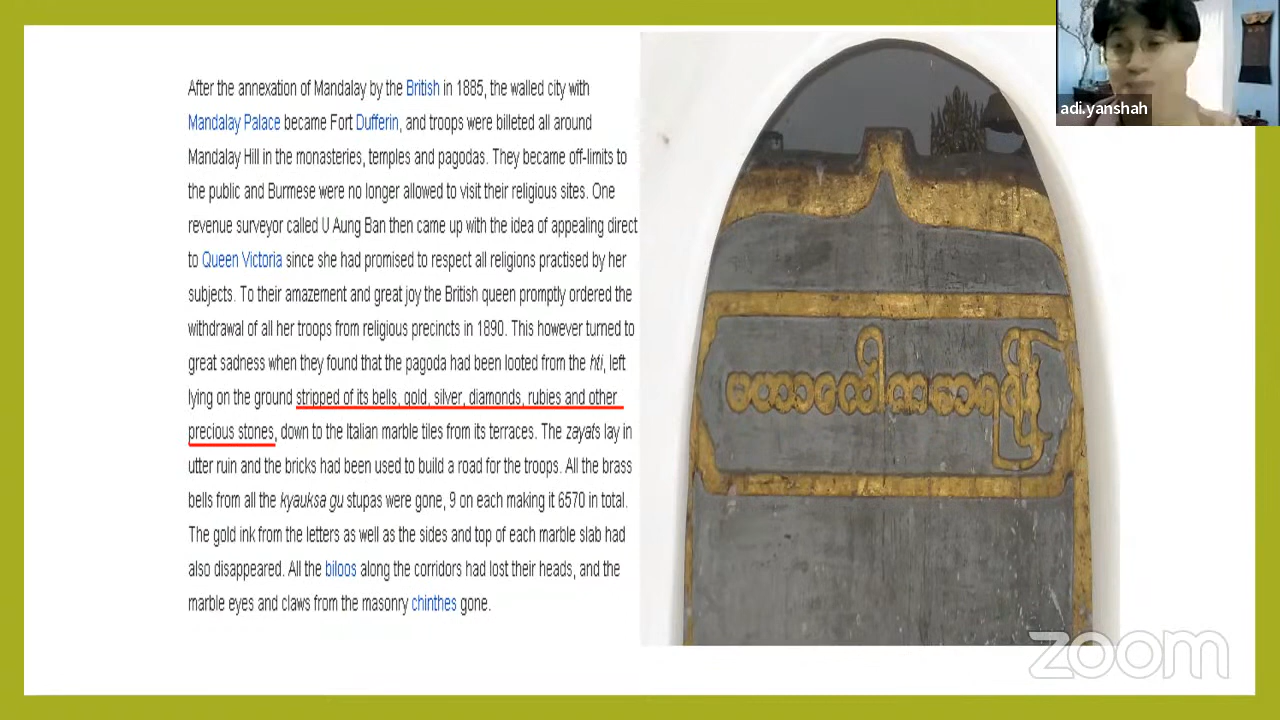 After the annexation of Mandalay by the British in 1885, the walled city with
Mandalay Palace became Fort Dufferin, and troops were billeted all around
Mandalay Hill in the monasteries, temples and pagodas. They became off-limits to
the public and Burmese were no longer allowed to visit their religious sites. One
revenue surveyor called U Aung Ban then came up with the idea of appealing direct
to Queen Victoria since she had promised to respect all religions practised by her
subjects. To their amazement and great joy the British queen promptly ordered the
withdrawal of all her troops from religious precincts in 1890. This however turned to
great sadness when they found that the pagoda had been looted from the hti, left
lying on the ground stripped of its bells, gold, silver, diamonds, rubies and other
precious stones, down to the Italian marble tiles from its terraces. The zayats lay in
utter ruin and the bricks had been used to build a road for the troops. All the brass
bells from all the kyauksa gu stupas were gone, 9 on each making it 6570 in total.
The gold ink from the letters as well as the sides and top of each marble slab had
also disappeared. All the biloos along the corridors had lost their heads, and the
marble eyes and claws from the masonry chinthes gone.
adi.yanshah
zoom